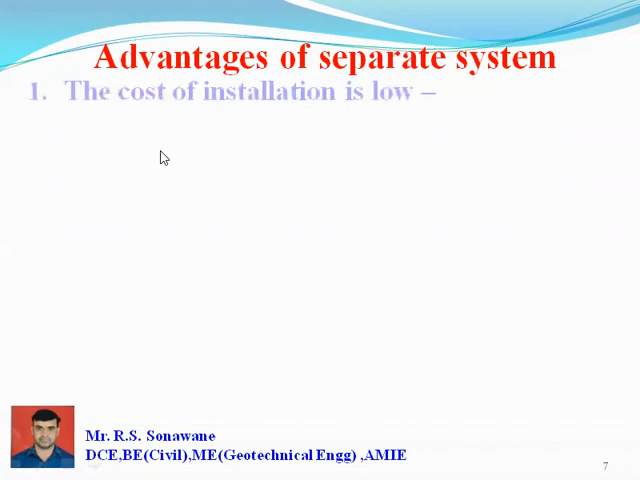 Advantages of separate system
1. The cost of installation is low –
Mr. R.S. Sonawane
DCE,BE(Civil),ME(Geotechnical Engg) ,AMIE
7